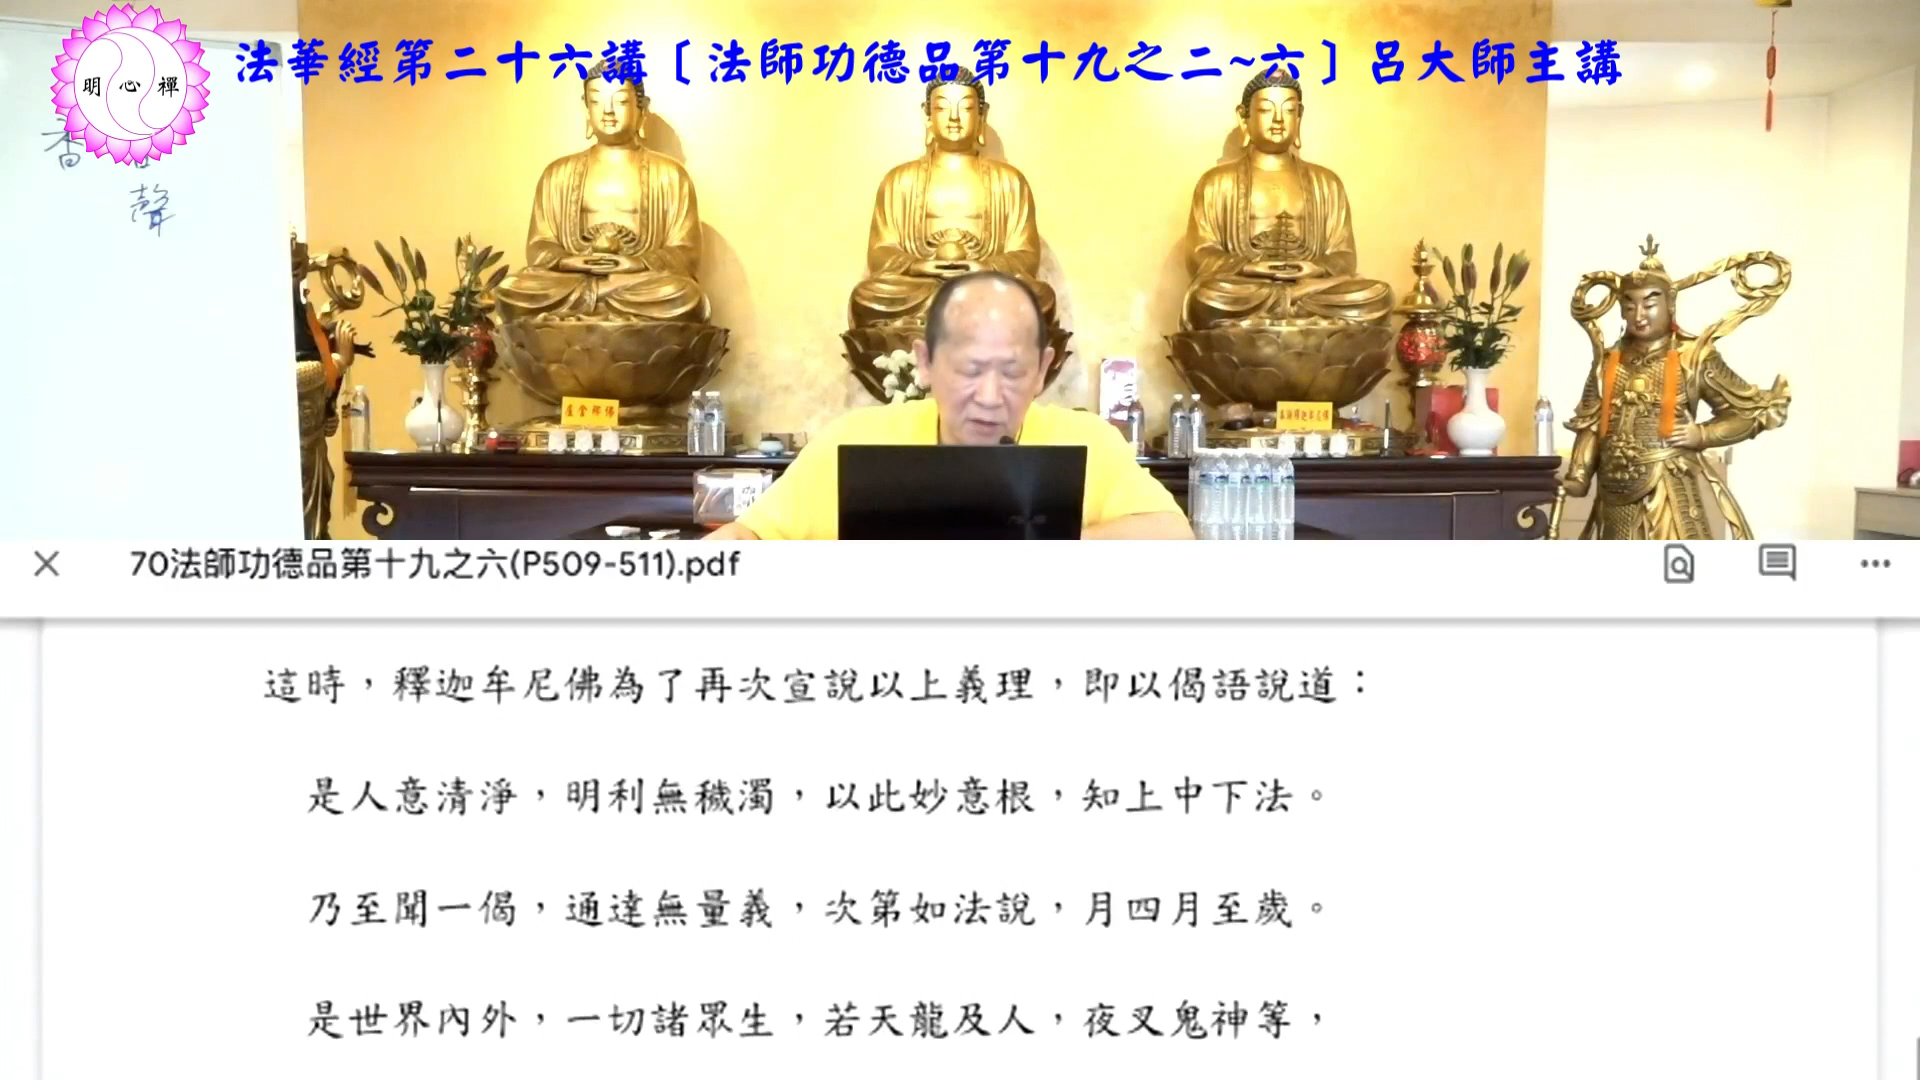 明心禪
法華經第二十六講〔法師功德品第十九之二~六〕呂大師主講
香
聲
70法師功德品第十九之六(P509-511).pdf
這時，釋迦牟尼佛為了再次宣說以上義理，即以偈語說道：
是人意清淨，明利無穢濁，以此妙意根，知上中下法。
乃至聞一偈，通達無量義，次第如法說，月四月至歲。
是世界內外，一切諸眾生，若天龍及人，夜叉鬼神等，